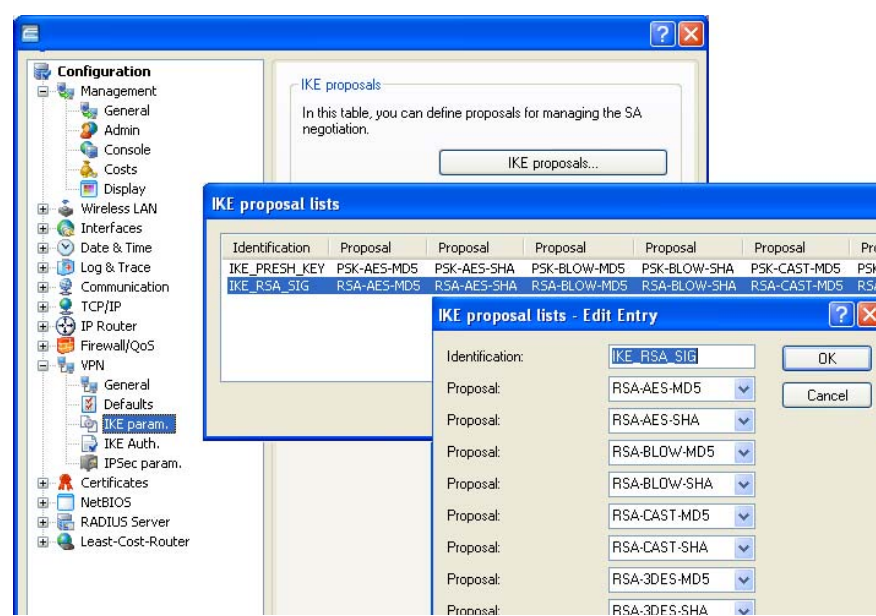 Configuration
Management
General
Admin
Console
Costs
Display
Wireless LAN
Interfaces
Date & Time
Log & Trace
Communication
TCP/IP
IP Router
Firewall/QoS
VPN
General
Defaults
IKE param.
IKE Auth.
IPSec param.
Certificates
NetBIOS
RADIUS Server
Least-Cost-Router
IKE proposals
In this table, you can define proposals for managing the SA
negotiation.
IKE proposals...
IKE proposal lists
Identification Proposal Proposal Proposal Proposal Proposal Pr
IKE_PRESH_KEY PSK-AES-MD5 PSK-AES-SHA PSK-BLOW-MD5 PSK-BLOW-SHA PSK-CAST-MD5 PSK
IKE_RSA_SIG RSA-AES-MD5 RSA-AES-SHA RSA-BLOW-MD5 RSA-BLOW-SHA RSA-CAST-MD5 RSA
IKE proposal lists - Edit Entry
Identification: IKE_RSA_SIG OK
Proposal: RSA-AES-MD5 Cancel
Proposal: RSA-AES-SHA
Proposal: RSA-BLOW-MD5
Proposal: RSA-BLOW-SHA
Proposal: RSA-CAST-MD5
Proposal: RSA-CAST-SHA
Proposal: RSA-3DES-MD5
Proposal: RSA-3DES-SHA